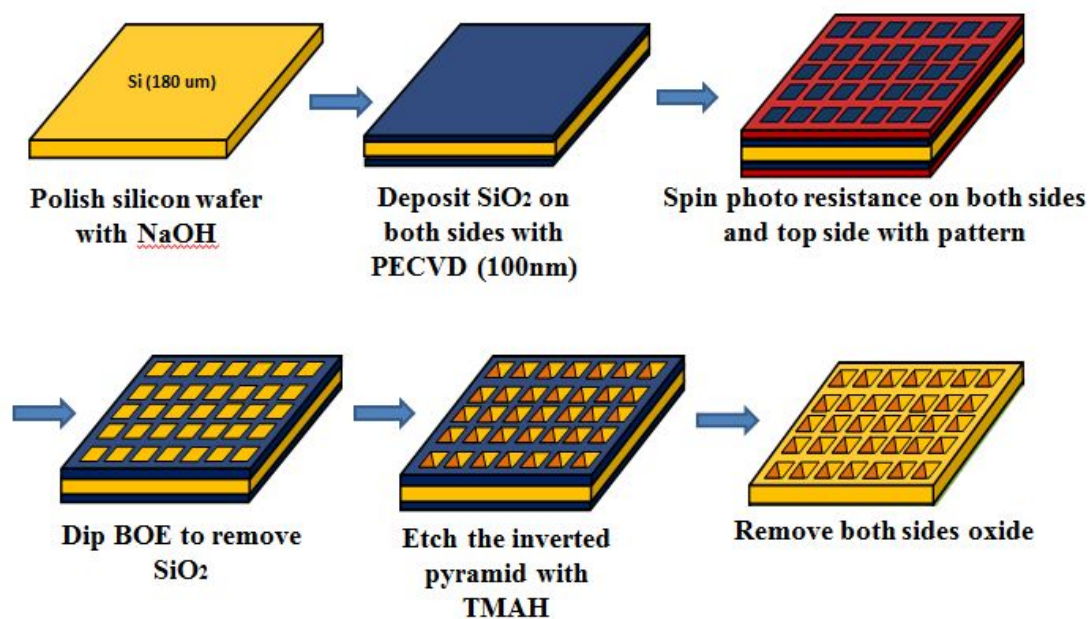 Si (180 um)
Polish silicon wafer
with NaOH
Deposit SiO2 on
both sides with
PECVD (100nm)
Spin photo resistance on both sides
and top side with pattern
Dip BOE to remove
SiO2
Etch the inverted
pyramid with
TMAH
Remove both sides oxide